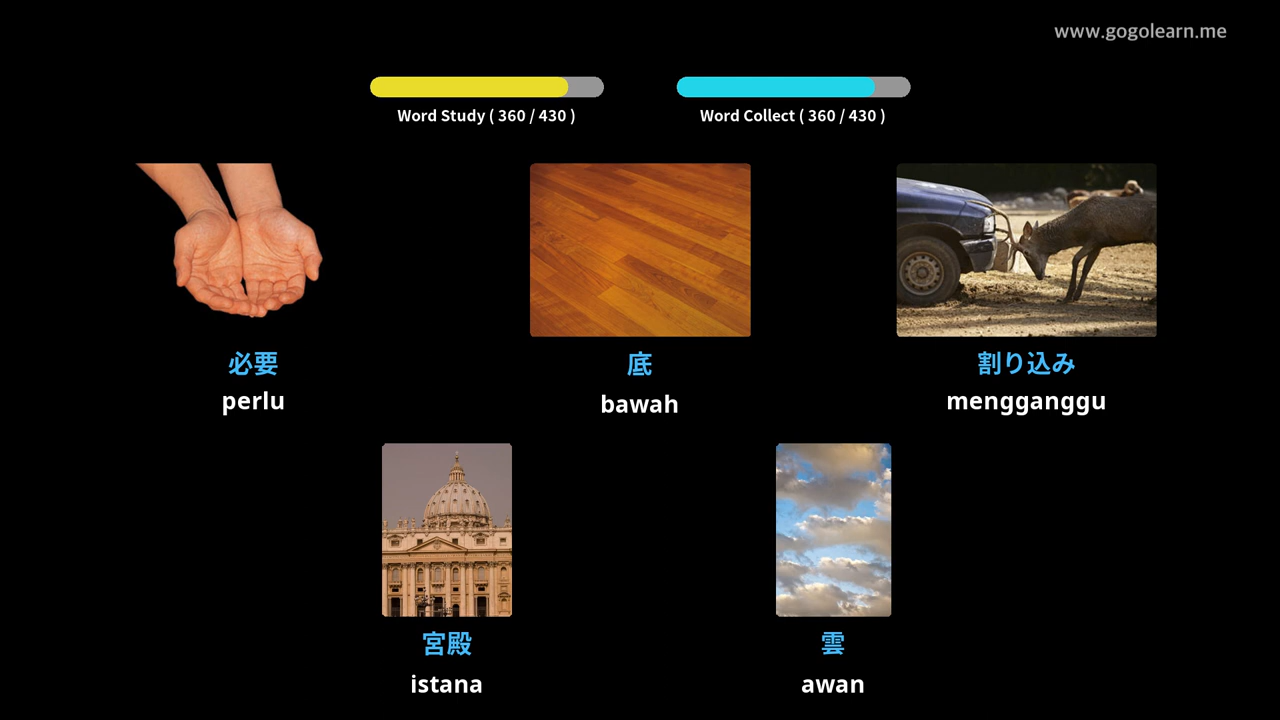 www.gogolearn.me
Word Study ( 360 / 430 )
Word Collect ( 360 / 430 )
必要
perlu
底
bawah
割り込み
mengganggu
宮殿
istana
雲
awan